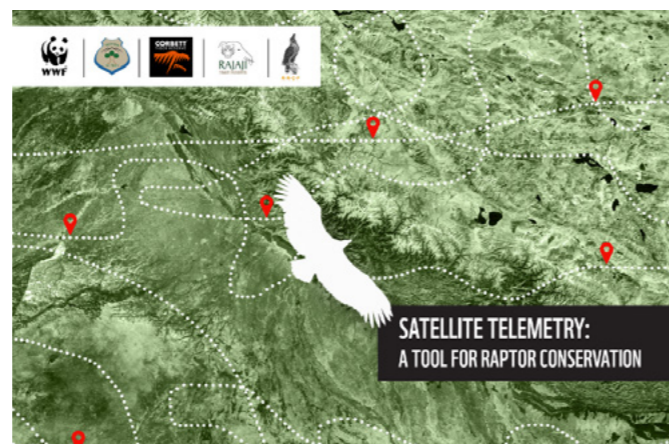 WWF
CORBETT
RAJAJI
SATELLITE TELEMETRY:
A TOOL FOR RAPTOR CONSERVATION